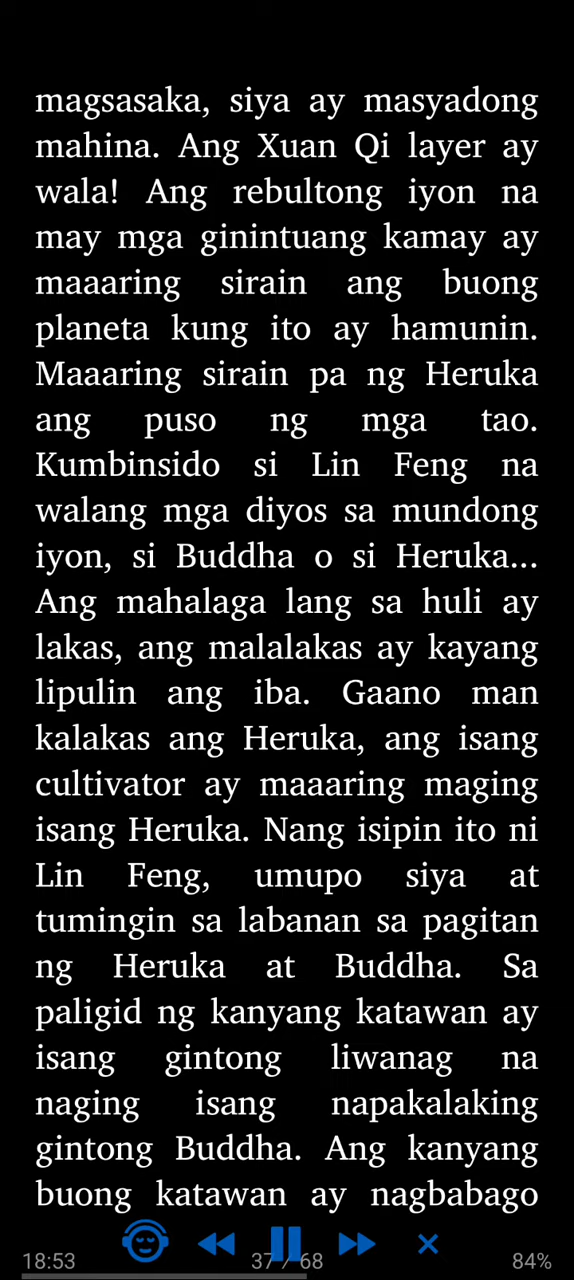 magsasaka, siya ay masyadong
mahina. Ang Xuan Qi layer ay
wala! Ang rebultong iyon na
may mga ginintuang kamay ay
maaaring sirain ang buong
planeta kung ito ay hamunin.
Maaaring sirain pa ng Heruka
ang puso ng mga tao.
Kumbinsido si Lin Feng na
walang mga diyos sa mundong
iyon, si Buddha o si Heruka...
Ang mahalaga lang sa huli ay
lakas, ang malalakas ay kayang
lipulin ang iba. Gaano man
kalakas ang Heruka, ang isang
cultivator ay maaaring maging
isang Heruka. Nang isipin ito ni
Lin Feng, umupo siya at
tumingin sa labanan sa pagitan
ng Heruka at Buddha. Sa
paligid ng kanyang katawan ay
isang gintong liwanag na
naging isang napakalaking
gintong Buddha. Ang kanyang
buong katawan ay nagbabago
18:53 37 / 68 84%